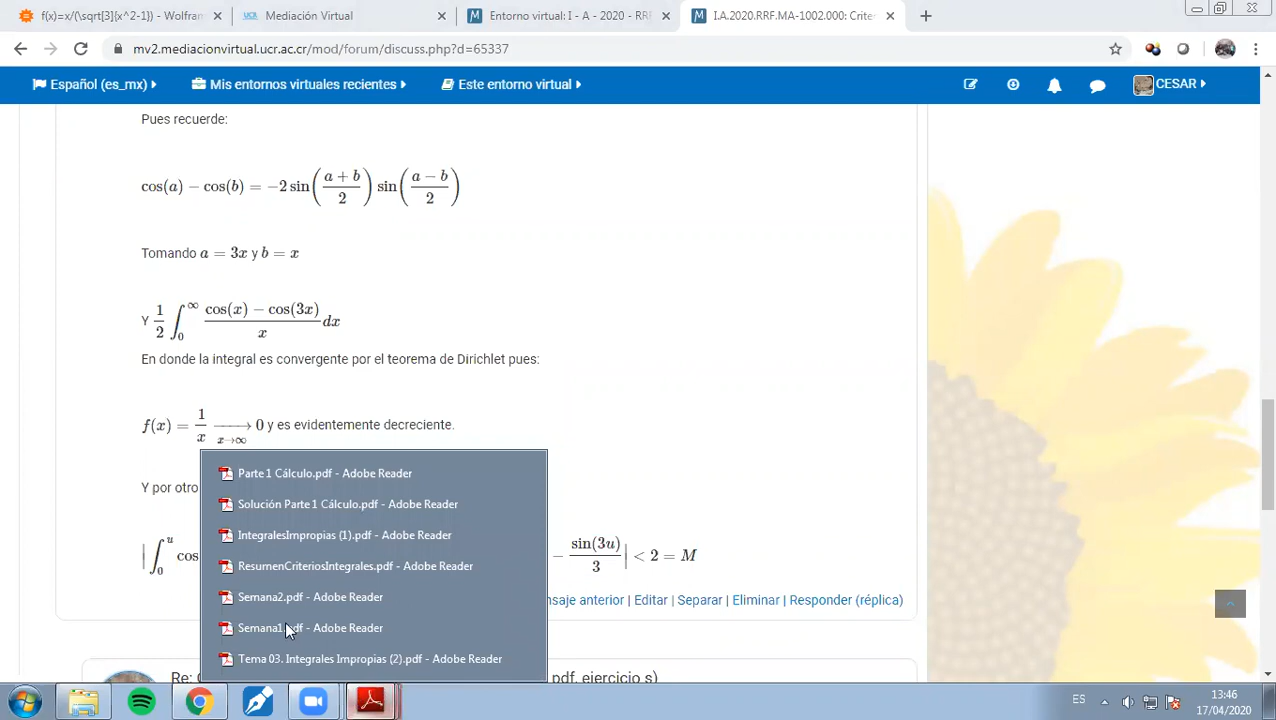 f(x)=x/(\sqrt[3]{x^2-1}) - Wolfran
Mediación Virtual
Entorno virtual: I - A - 2020 - RRF
I.A.2020.RRF.MA-1002.000: Criter
mv2.mediacionvirtual.ucr.ac.cr/mod/forum/discuss.php?d=65337
Español (es_mx)
Mis entornos virtuales recientes
Este entorno virtual
CESAR
Pues recuerde:
cos(a) − cos(b) = −2 sin((a + b)/2) sin((a − b)/2)
Tomando a = 3x y b = x
Y 1/2 ∫_0^∞ (cos(x) − cos(3x))/x dx
En donde la integral es convergente por el teorema de Dirichlet pues:
f(x) = 1/x ⟶_{x→∞} 0 y es evidentemente decreciente.
Parte 1 Cálculo.pdf - Adobe Reader
Y por otro
Solución Parte 1 Cálculo.pdf - Adobe Reader
IntegralesImpropias (1).pdf - Adobe Reader
|∫_0^u cos − sin(3u)/3| < 2 = M
ResumenCriteriosIntegrales.pdf - Adobe Reader
Semana2.pdf - Adobe Reader
nsaje anterior | Editar | Separar | Eliminar | Responder (réplica)
Semana1.pdf - Adobe Reader
Tema 03. Integrales Impropias (2).pdf - Adobe Reader
Re: pdf, ejercicio s)
ES
13:46
17/04/2020